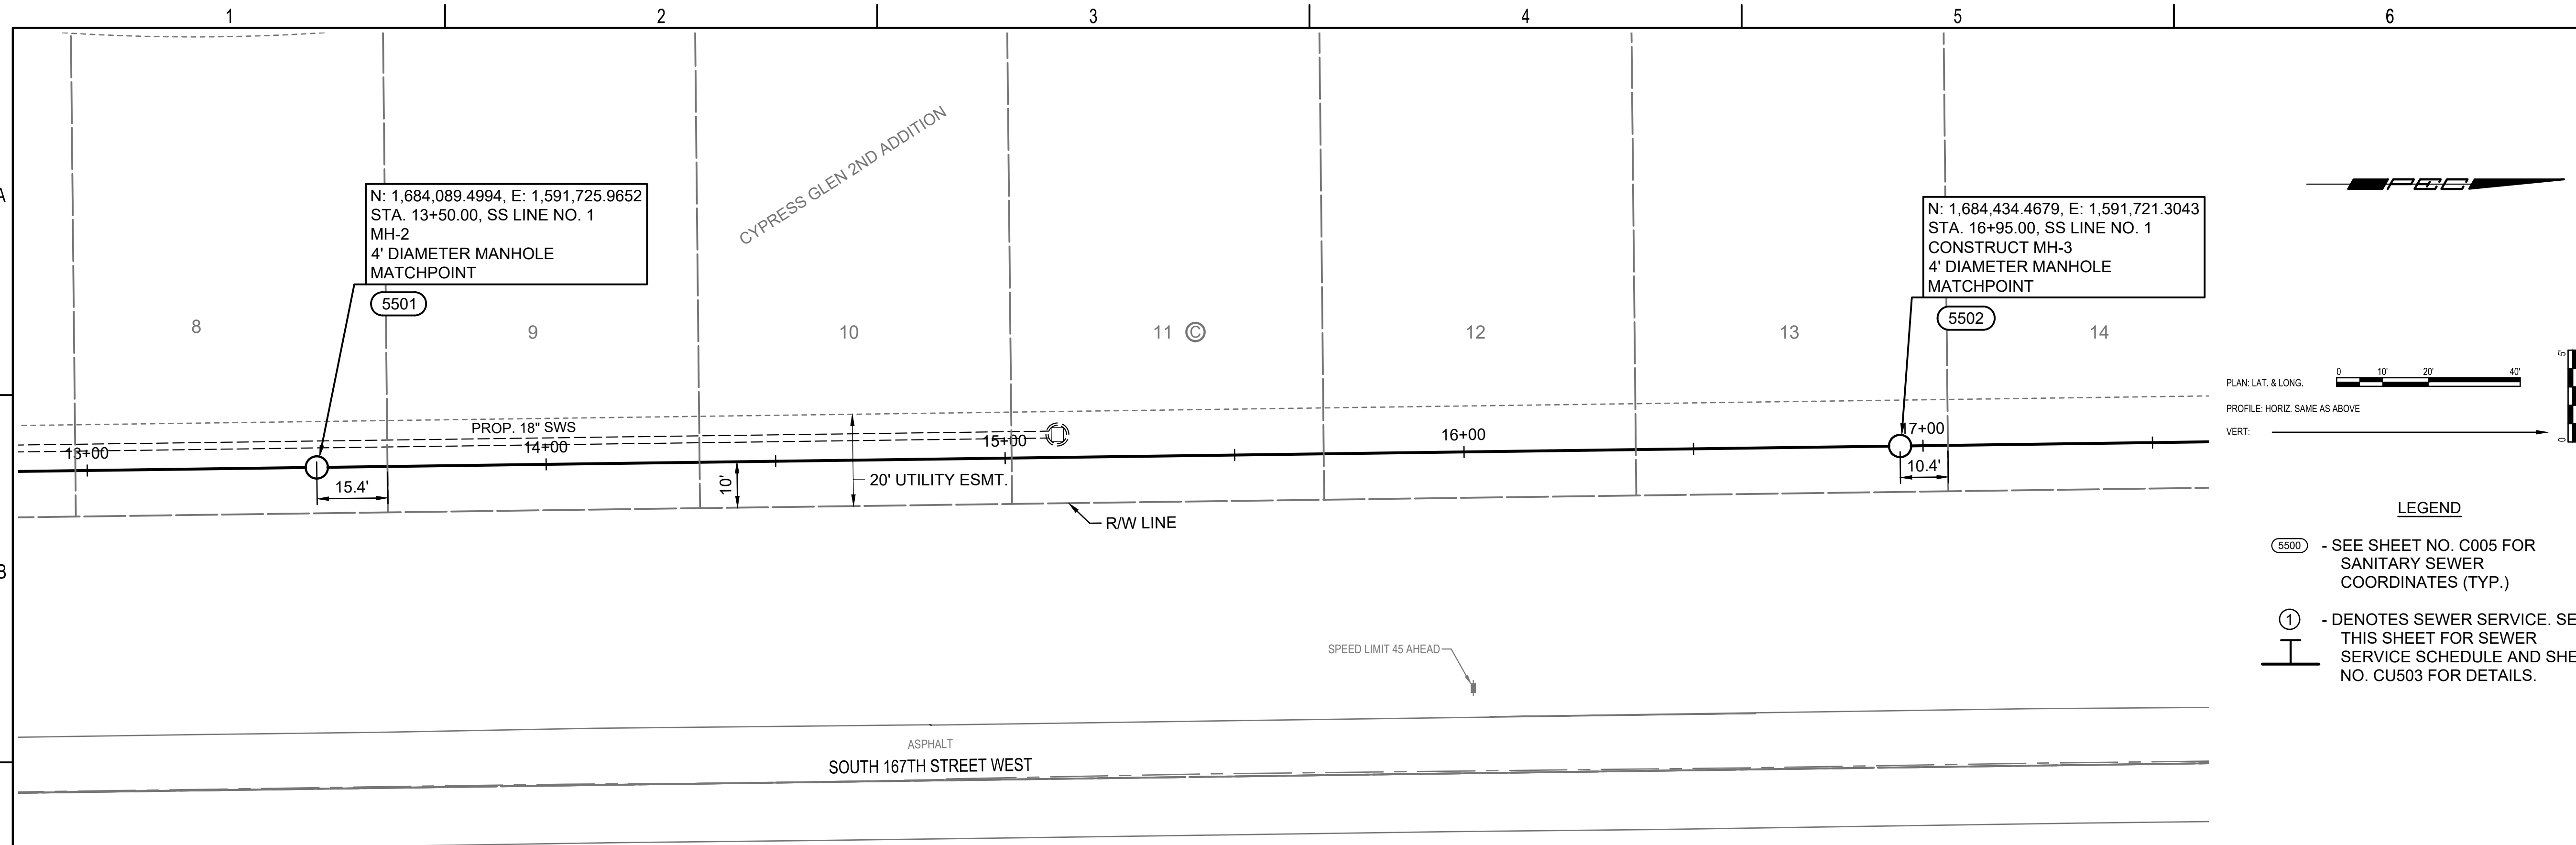 1 2 3 4 5 6
A
B
CYPRESS GLEN 2ND ADDITION
N: 1,684,089.4994, E: 1,591,725.9652
STA. 13+50.00, SS LINE NO. 1
MH-2
4' DIAMETER MANHOLE
MATCHPOINT
5501
N: 1,684,434.4679, E: 1,591,721.3043
STA. 16+95.00, SS LINE NO. 1
CONSTRUCT MH-3
4' DIAMETER MANHOLE
MATCHPOINT
5502
8 9 10 11 C 12 13 14
PROP. 18" SWS
13+00 14+00 15+00 16+00 17+00
15.4'
10'
20' UTILITY ESMT.
10.4'
R/W LINE
SPEED LIMIT 45 AHEAD
ASPHALT
SOUTH 167TH STREET WEST
PEC
PLAN: LAT. & LONG.
0 10' 20' 40'
PROFILE: HORIZ. SAME AS ABOVE
VERT:
5'
0
LEGEND
5500 - SEE SHEET NO. C005 FOR
SANITARY SEWER
COORDINATES (TYP.)
1 - DENOTES SEWER SERVICE. SE
THIS SHEET FOR SEWER
SERVICE SCHEDULE AND SHE
NO. CU503 FOR DETAILS.